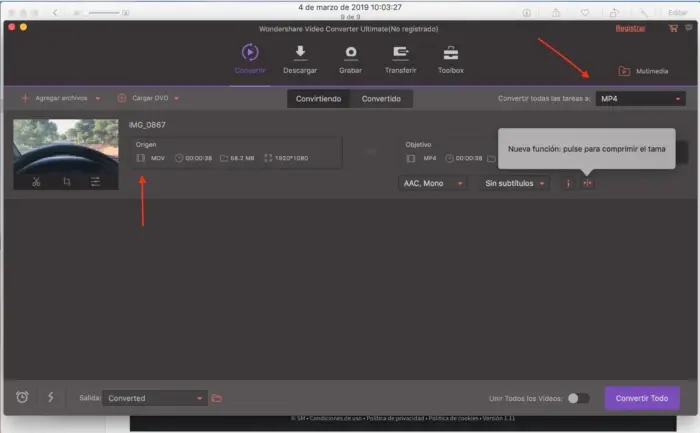 4 de marzo de 2019 10:03:27
9 de 9
Editar
Wondershare Video Converter Ultimate(No registrado)
Registrar
Convertir
Descargar
Grabar
Transferir
Toolbox
Mutimedia
Agregar archivos
Cargar DVD
Convirtiendo
Convertido
Convertir todas las tareas a:
MP4
IMG_0867
Origen
MOV 00:00:38 68.2 MB 1920*1080
Objetivo
MP4 00:00:38
Nueva función: pulse para comprimir el tama
AAC, Mono
Sin subtítulos
Salida: Converted
Unir Todos los Videos:
Convertir Todo
© SM • Condiciones de uso • Política de privacidad • Política de cookies • Versión 1.11